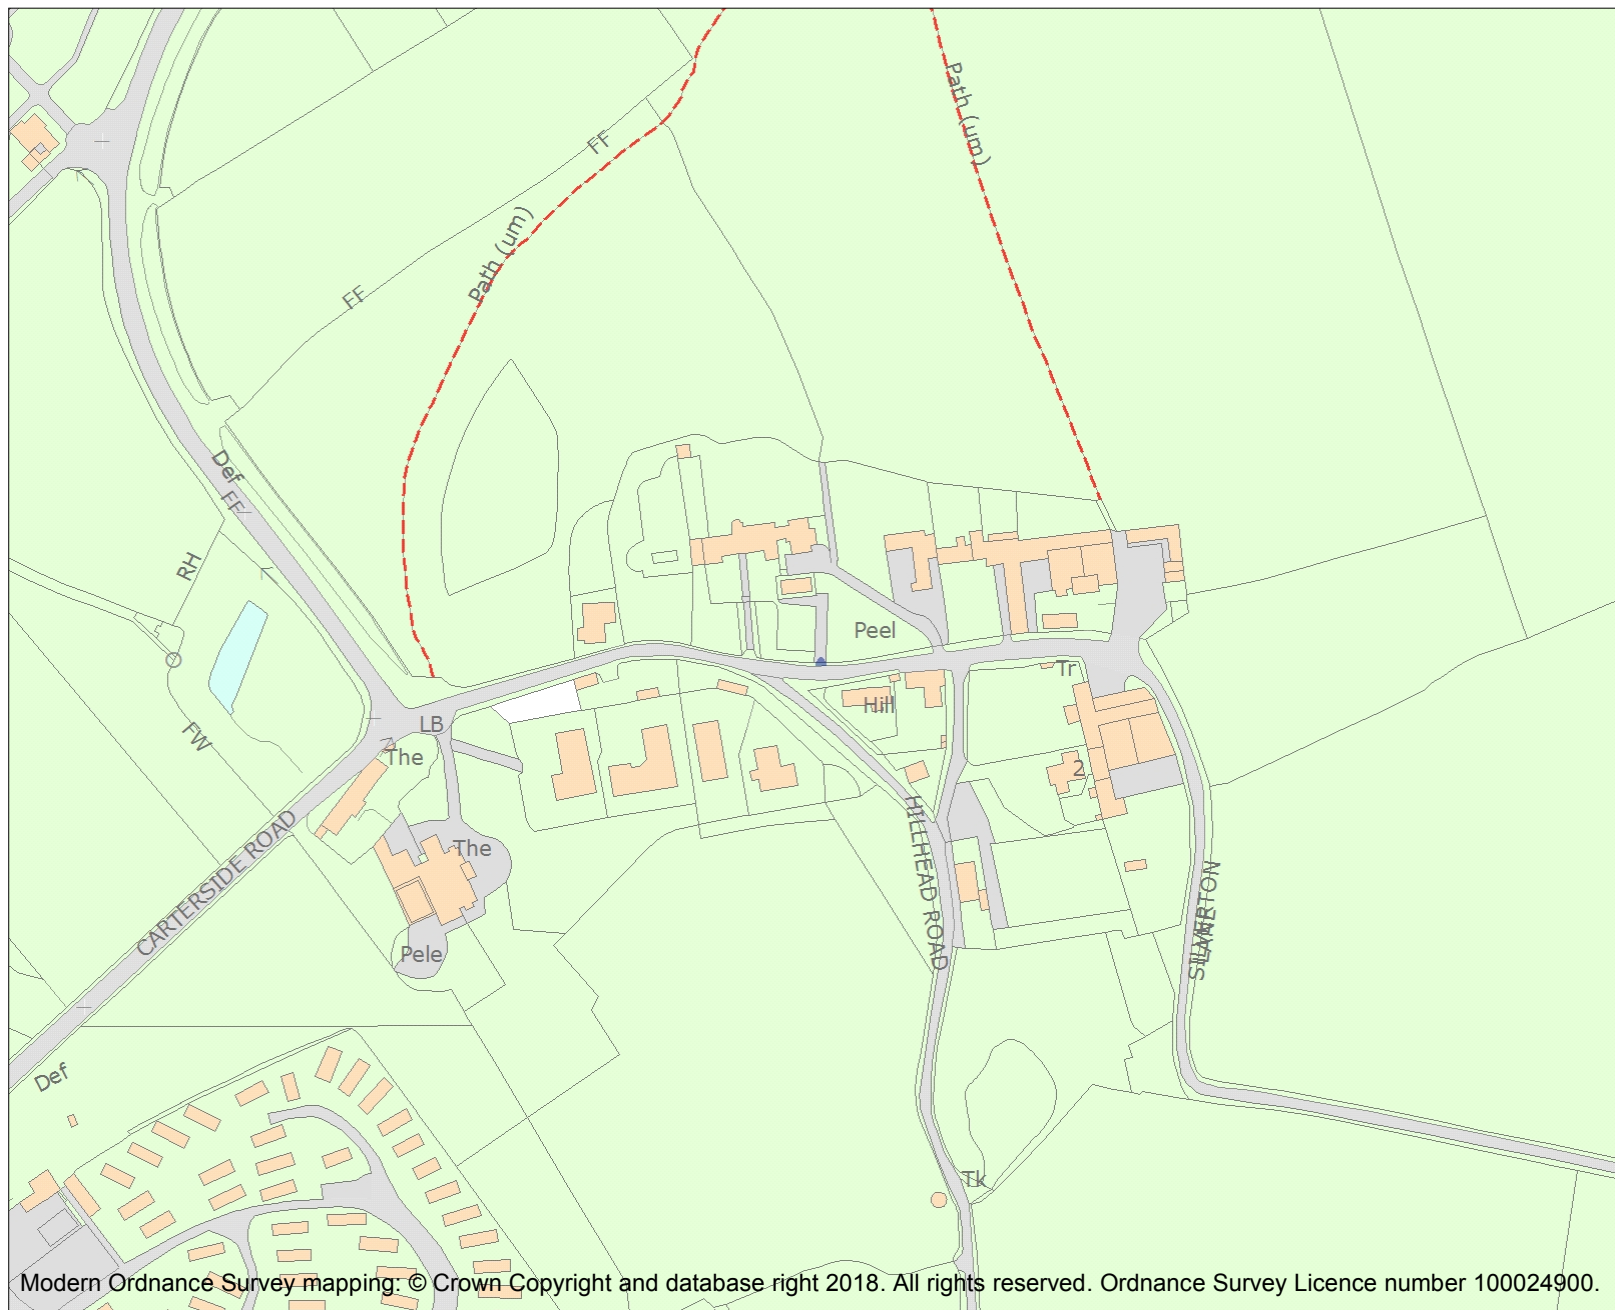 Path (um)
FF
Path (um)
FF
Def
FF
RH
Peel
Tr
Hill
LB
FW
The
2
HILLHEAD ROAD
CARTERSIDE ROAD
The
Pele
SILVERTON
LANE
Def
Tk
Modern Ordnance Survey mapping: © Crown Copyright and database right 2018. All rights reserved. Ordnance Survey Licence number 100024900.